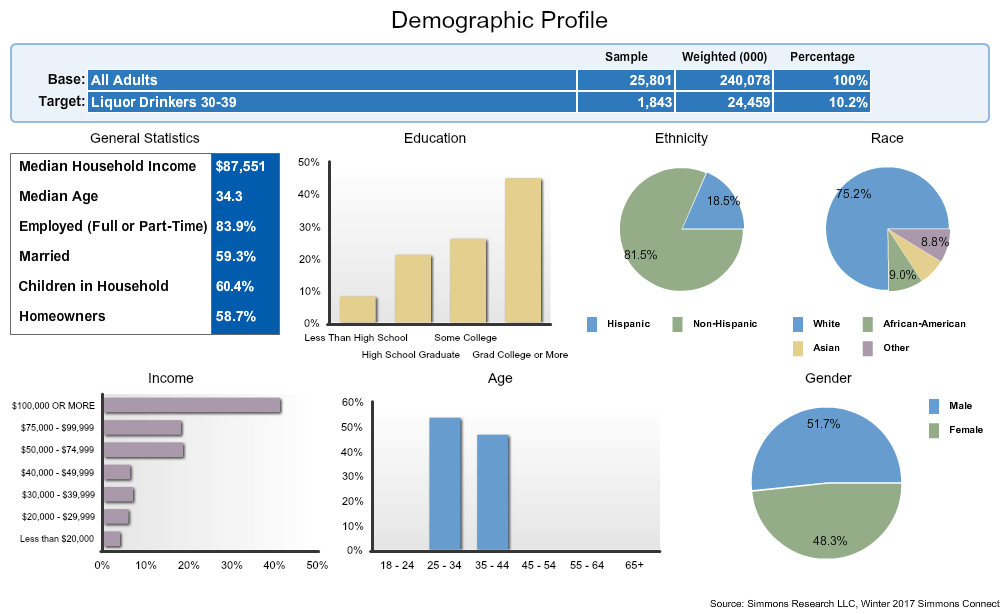 Demographic Profile
Sample Weighted (000) Percentage
Base: All Adults 25,801 240,078 100%
Target: Liquor Drinkers 30-39 1,843 24,459 10.2%
General Statistics
Median Household Income $87,551
Median Age 34.3
Employed (Full or Part-Time) 83.9%
Married 59.3%
Children in Household 60.4%
Homeowners 58.7%
Education
50%
40%
30%
20%
10%
0%
Less Than High School Some College
High School Graduate Grad College or More
Ethnicity
18.5%
81.5%
Hispanic Non-Hispanic
Race
75.2%
8.8%
9.0%
White African-American
Asian Other
Income
$100,000 OR MORE
$75,000 - $99,999
$50,000 - $74,999
$40,000 - $49,999
$30,000 - $39,999
$20,000 - $29,999
Less than $20,000
0% 10% 20% 30% 40% 50%
Age
60%
50%
40%
30%
20%
10%
0%
18 - 24 25 - 34 35 - 44 45 - 54 55 - 64 65+
Gender
51.7%
48.3%
Male
Female
Source: Simmons Research LLC, Winter 2017 Simmons Connect